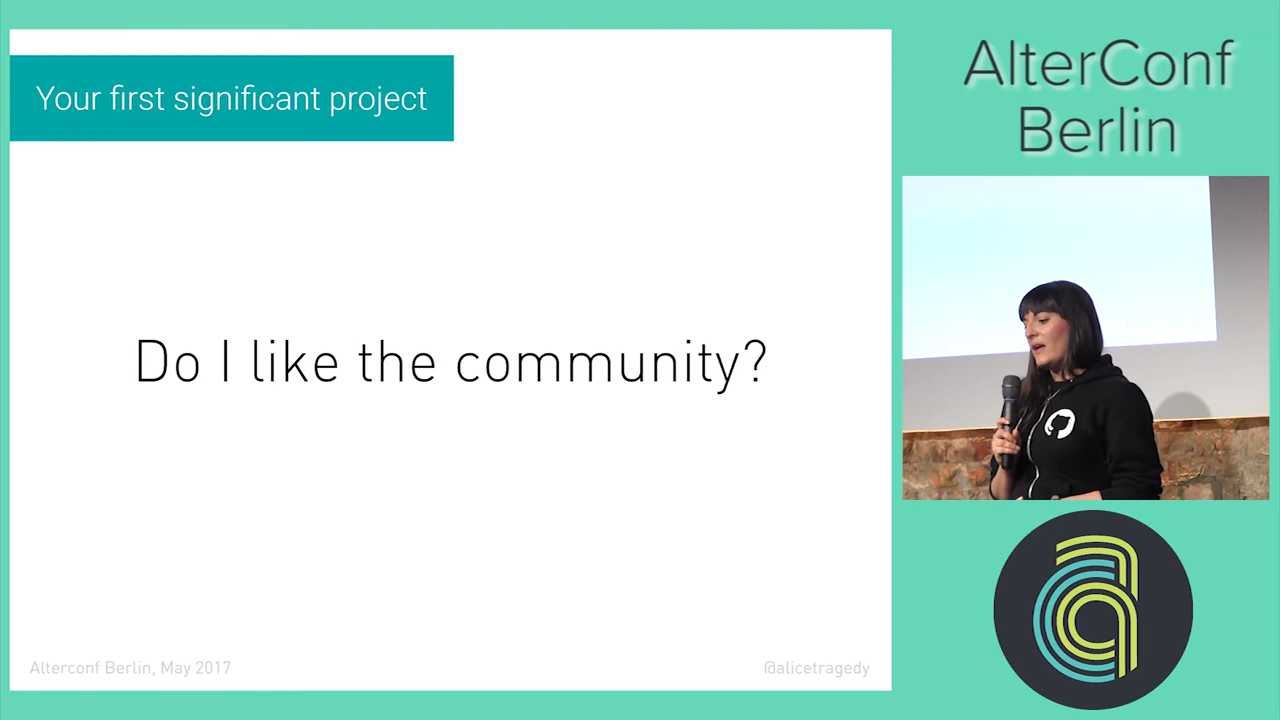 Your first significant project
Do I like the community?
Alterconf Berlin, May 2017
@alicetragedy
AlterConf
Berlin